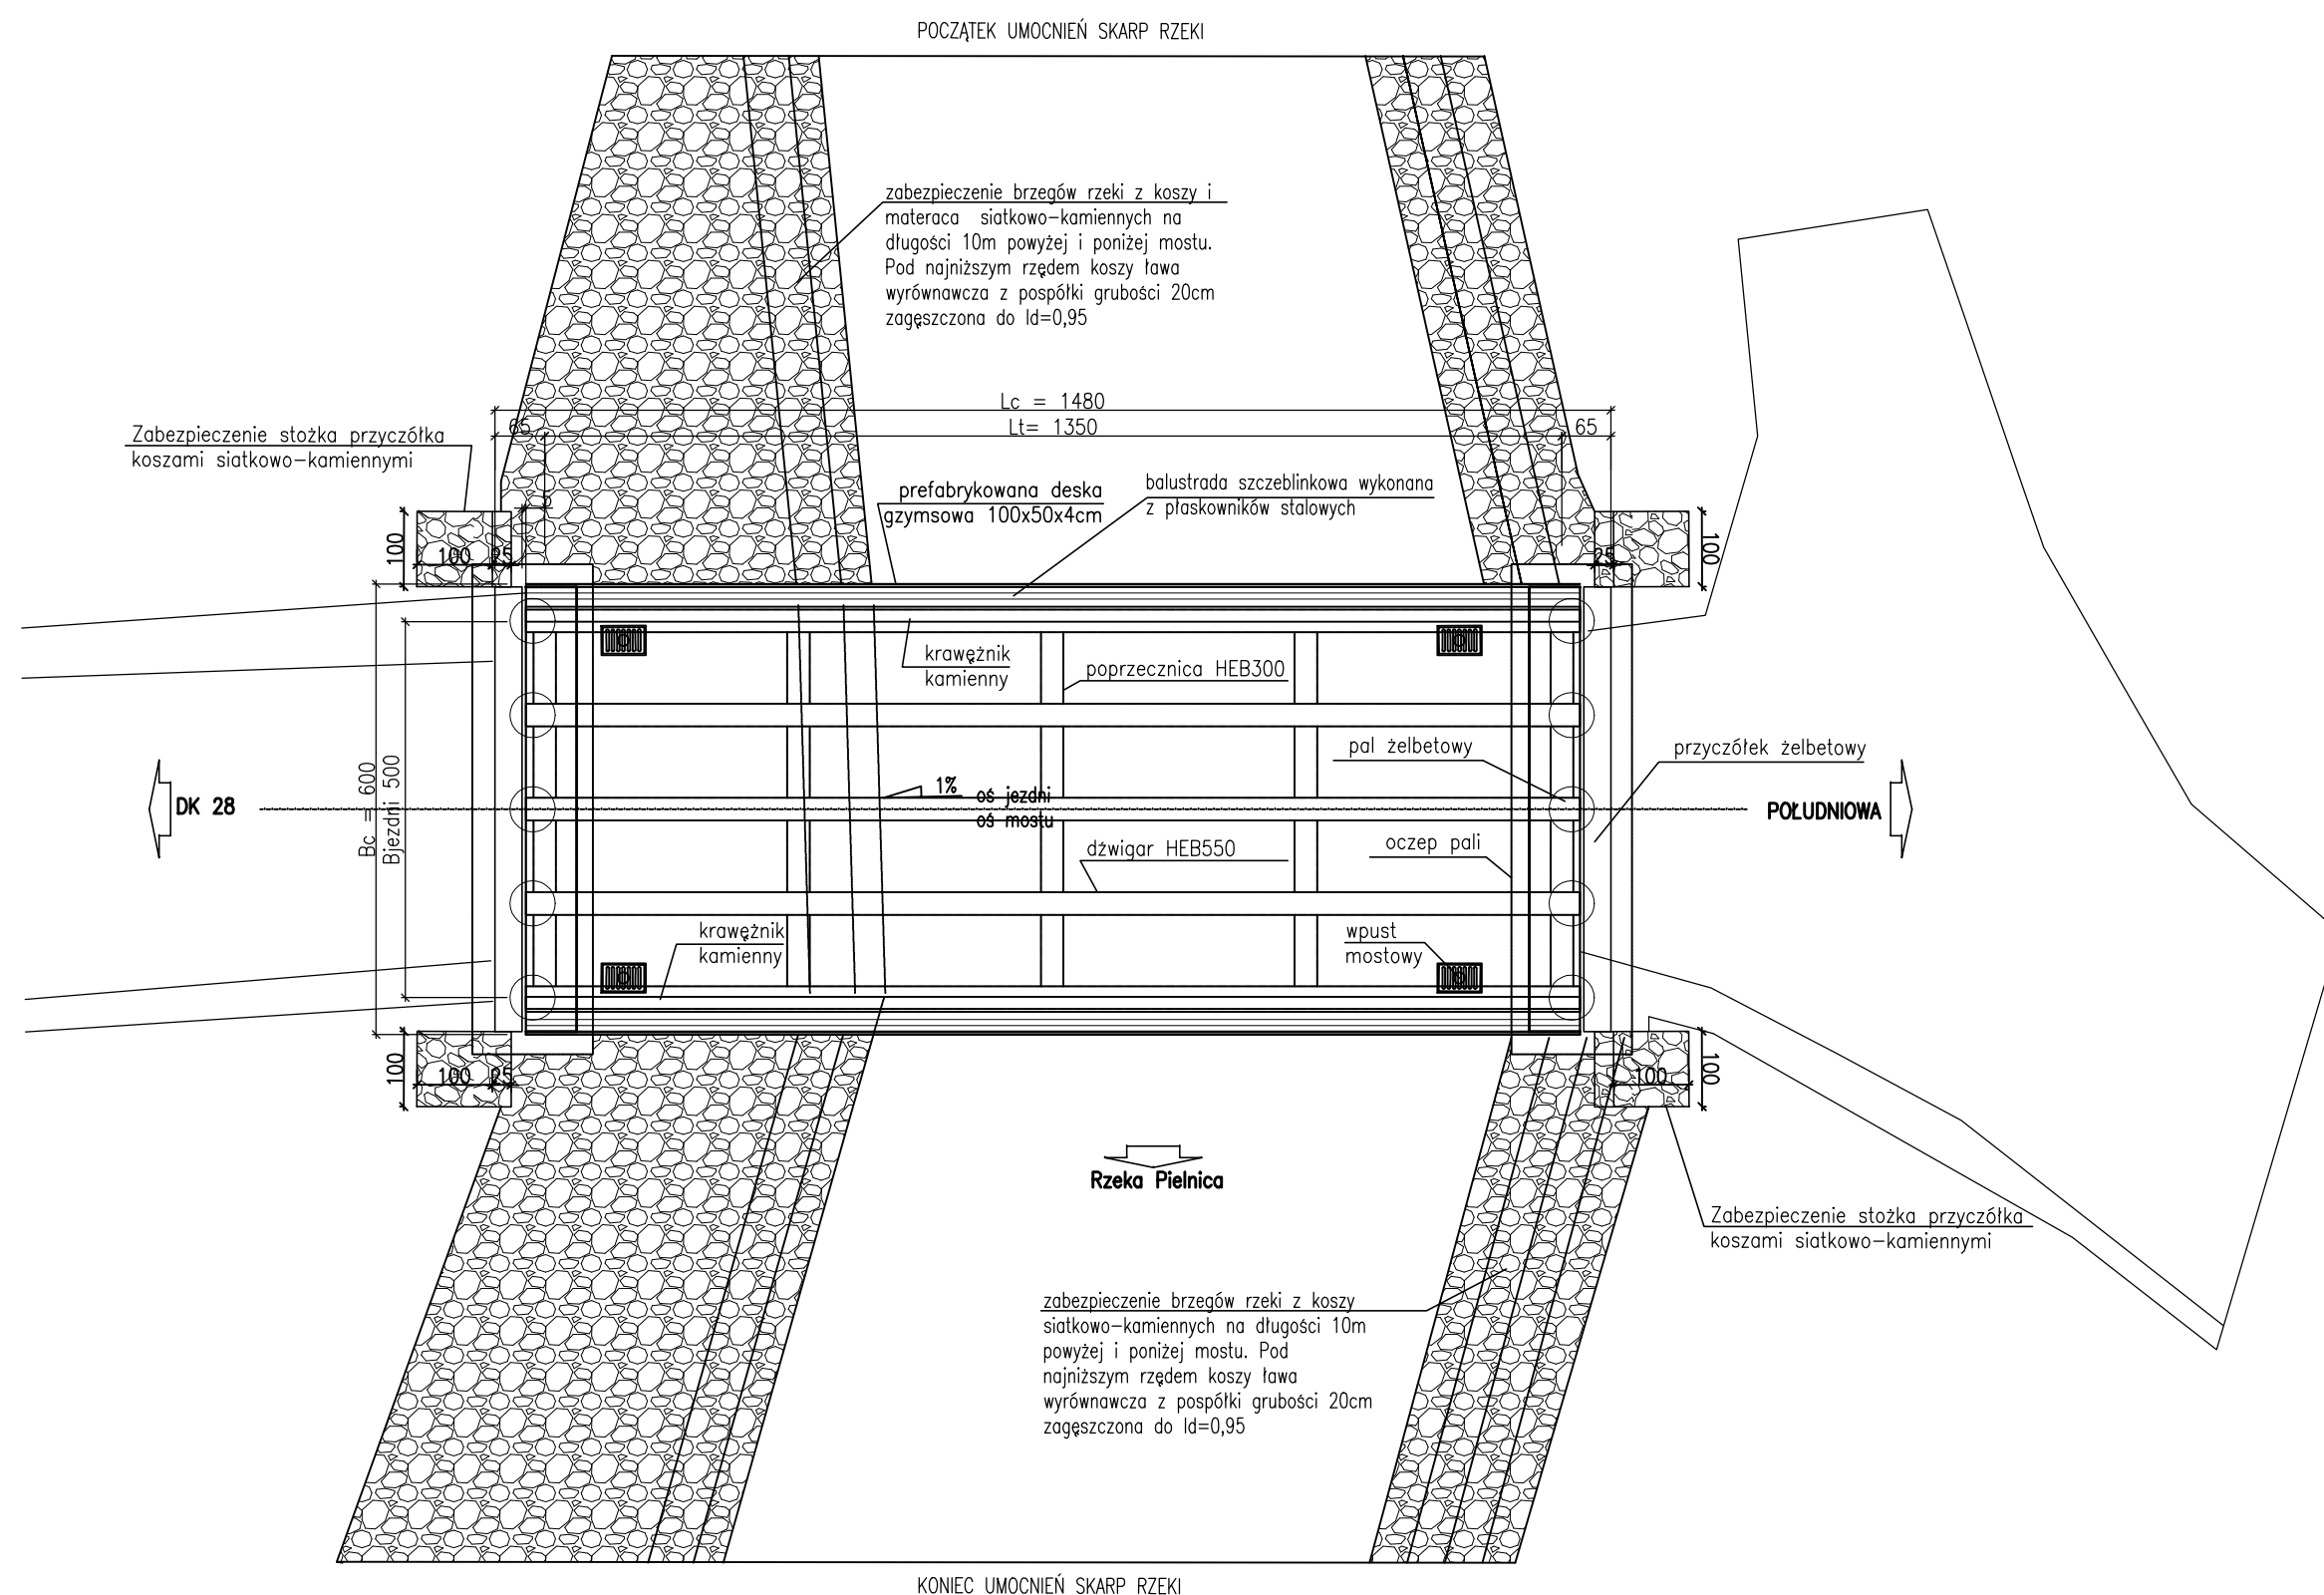 POCZĄTEK UMOCNIEŃ SKARP RZEKI
zabezpieczenie brzegów rzeki z koszy i
materaca siatkowo-kamiennych na
długości 10m powyżej i poniżej mostu.
Pod najniższym rzędem koszy ława
wyrównawcza z pospółki grubości 20cm
zagęszczona do Id=0,95
Lc = 1480
65
Lt= 1350
65
Zabezpieczenie stożka przyczółka
koszami siatkowo-kamiennymi
prefabrykowana deska
gzymsowa 100x50x4cm
balustrada szczeblinkowa wykonana
z płaskowników stalowych
5
100
100
25
25
100
krawężnik
kamienny
poprzecznica HEB300
pal żelbetowy
przyczółek żelbetowy
Bc = 600
Bjezdni 500
DK 28
1%
oś jezdni
oś mostu
POŁUDNIOWA
oczep pali
dźwigar HEB550
krawężnik
kamienny
wpust
mostowy
100
100
25
100
100
Rzeka Pielnica
Zabezpieczenie stożka przyczółka
koszami siatkowo-kamiennymi
zabezpieczenie brzegów rzeki z koszy
siatkowo-kamiennych na długości 10m
powyżej i poniżej mostu. Pod
najniższym rzędem koszy ława
wyrównawcza z pospółki grubości 20cm
zagęszczona do Id=0,95
KONIEC UMOCNIEŃ SKARP RZEKI